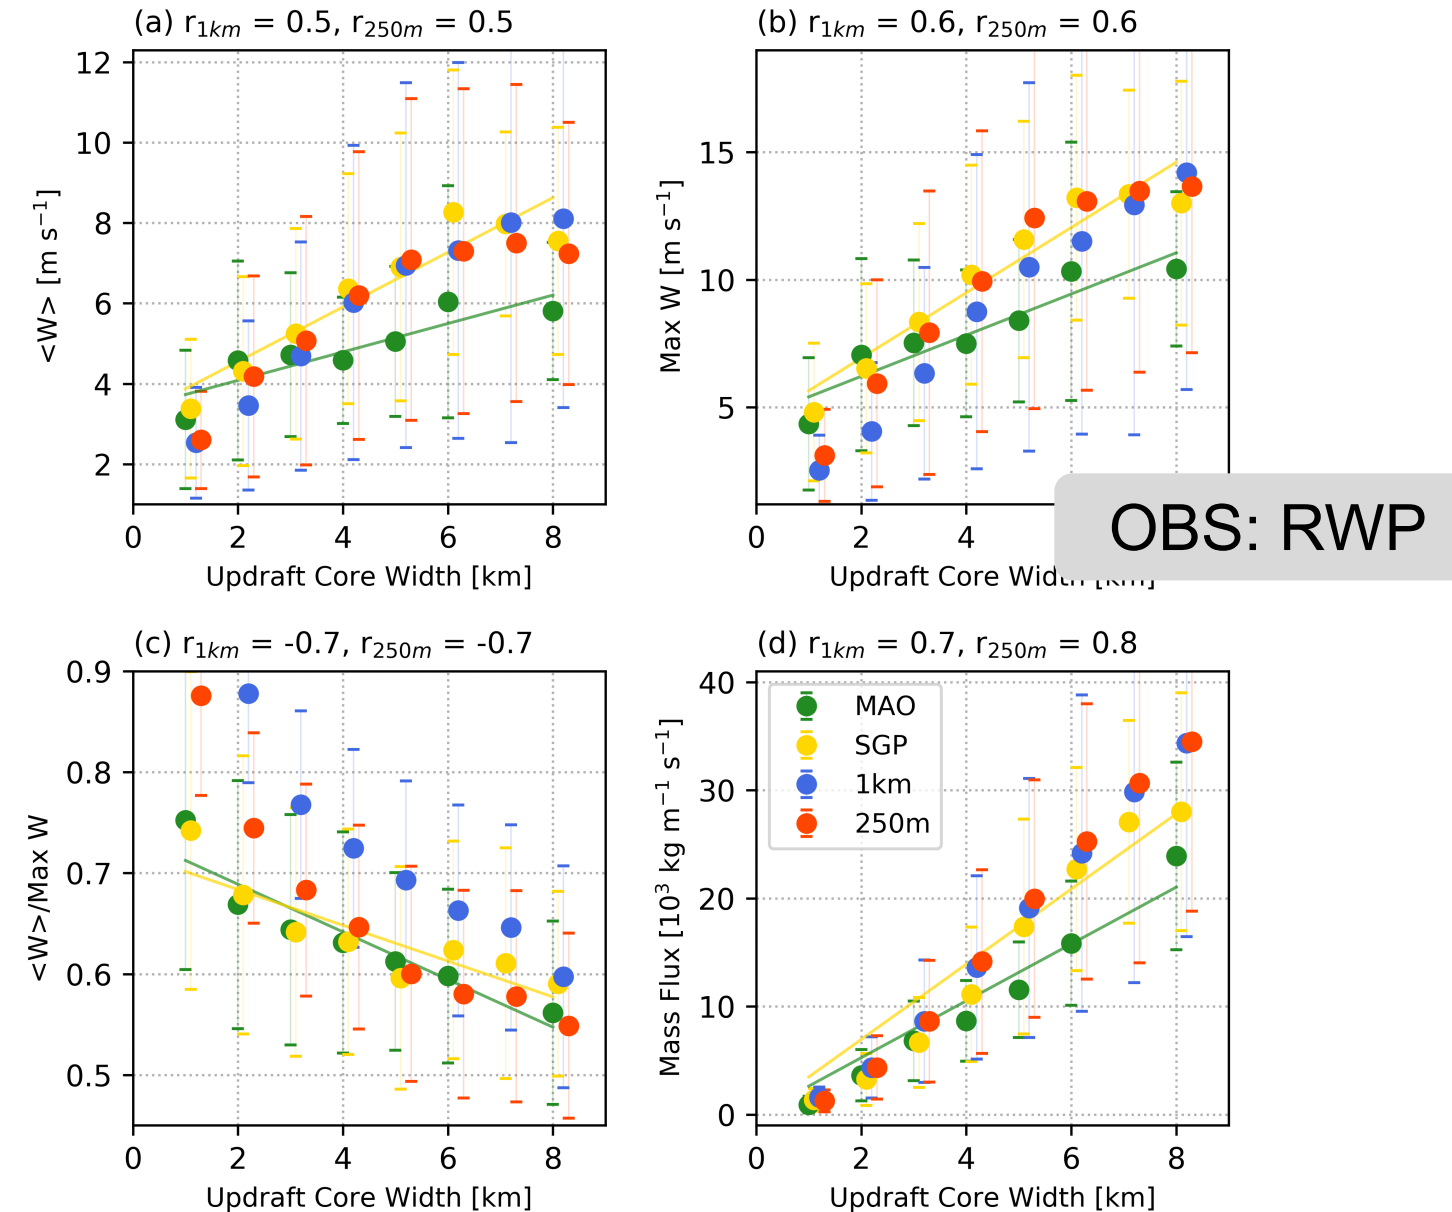 (a) r1km = 0.5, r250m = 0.5
<W> [m s−1]
12
10
8
6
4
2
0 2 4 6 8
Updraft Core Width [km]
(b) r1km = 0.6, r250m = 0.6
Max W [m s−1]
15
10
5
0 2 4
Updraft Core Width [km]
OBS: RWP
(c) r1km = -0.7, r250m = -0.7
<W>/Max W
0.9
0.8
0.7
0.6
0.5
0 2 4 6 8
Updraft Core Width [km]
(d) r1km = 0.7, r250m = 0.8
Mass Flux [10³ kg m−1 s−1]
40
30
20
10
0
MAO
SGP
1km
250m
0 2 4 6 8
Updraft Core Width [km]